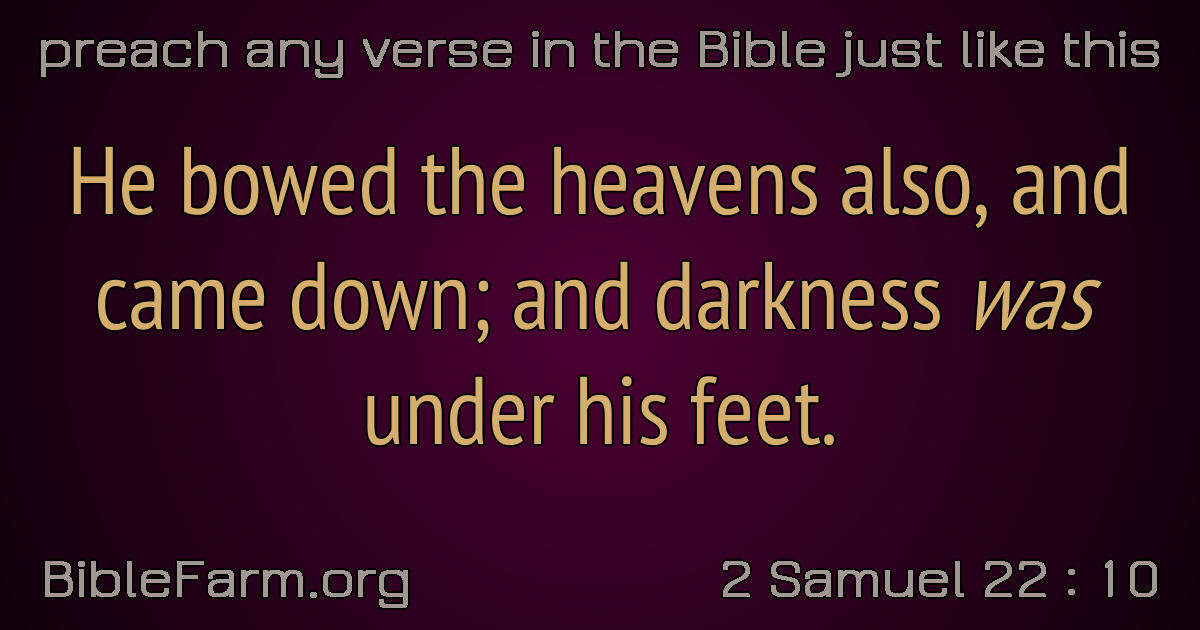 preach any verse in the Bible just like this
He bowed the heavens also, and
came down; and darkness was
under his feet.
BibleFarm.org
2 Samuel 22 : 10